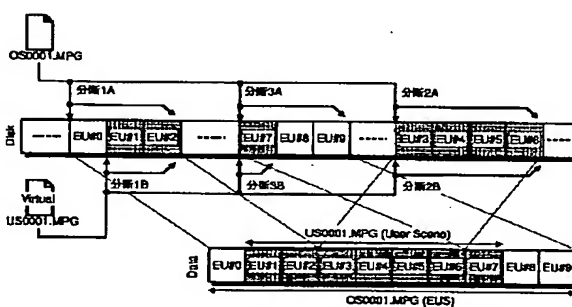 OS0001.MPG
分断1A
分断3A
分断2A
Disk
EU#0
EU#1
EU#2
EU#7
EU#8
EU#9
EU#3
EU#4
EU#5
EU#6
Virtual
US0001.MPG
分断1B
分断3B
分断2B
US0001.MPG (User Scene)
Data
EU#0
EU#1
EU#2
EU#3
EU#4
EU#5
EU#6
EU#7
EU#8
EU#9
OS0001.MPG (EUS)